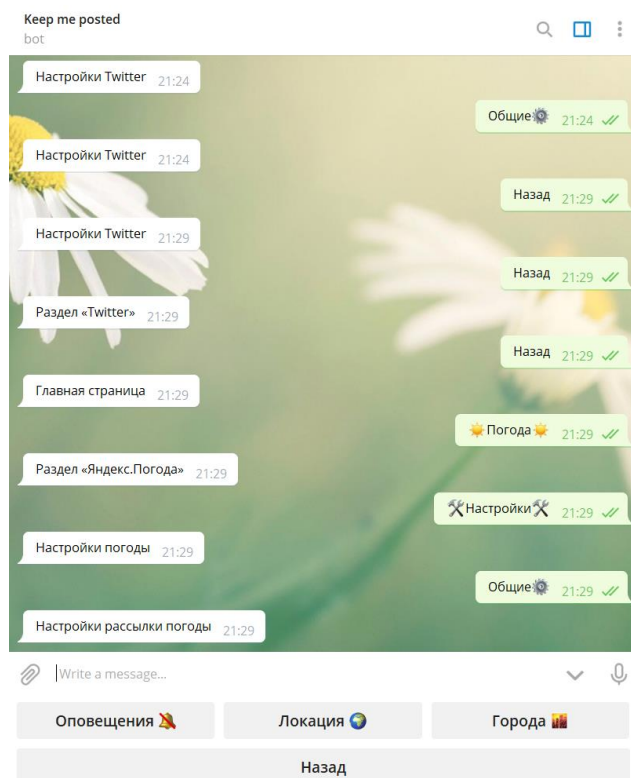 Keep me posted
bot
Настройки Twitter 21:24
Общие 21:24
Настройки Twitter 21:24
Назад 21:29
Настройки Twitter 21:29
Назад 21:29
Раздел «Twitter» 21:29
Назад 21:29
Главная страница 21:29
Погода 21:29
Раздел «Яндекс.Погода» 21:29
Настройки 21:29
Настройки погоды 21:29
Общие 21:29
Настройки рассылки погоды 21:29
Write a message...
Оповещения Локация Города
Назад